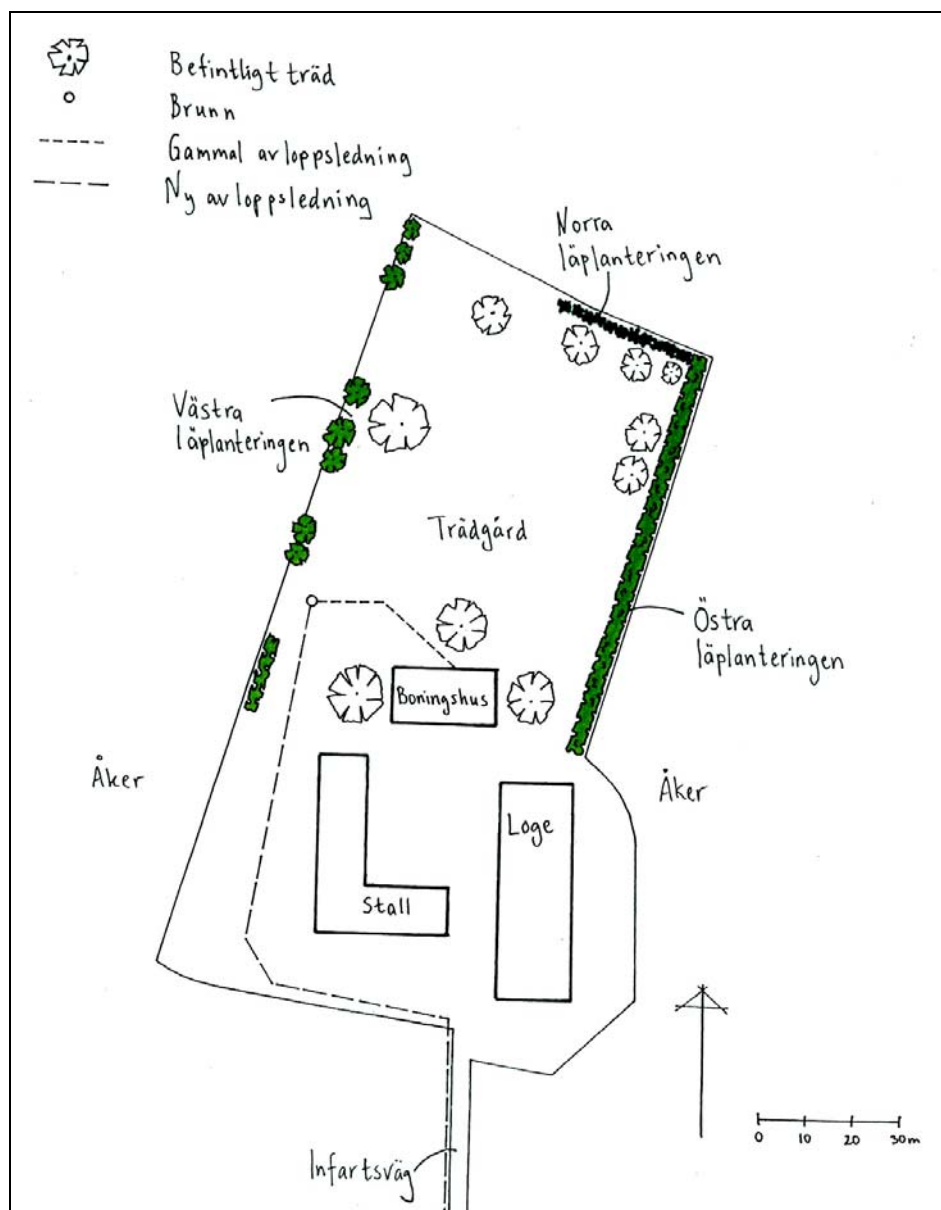 Befintligt träd
Brunn
Gammal avloppsledning
Ny avloppsledning
Norra
läplanteringen
Västra
läplanteringen
Trädgård
Östra
läplanteringen
Boningshus
Åker
Åker
Loge
Stall
Infartsväg
0 10 20 30m